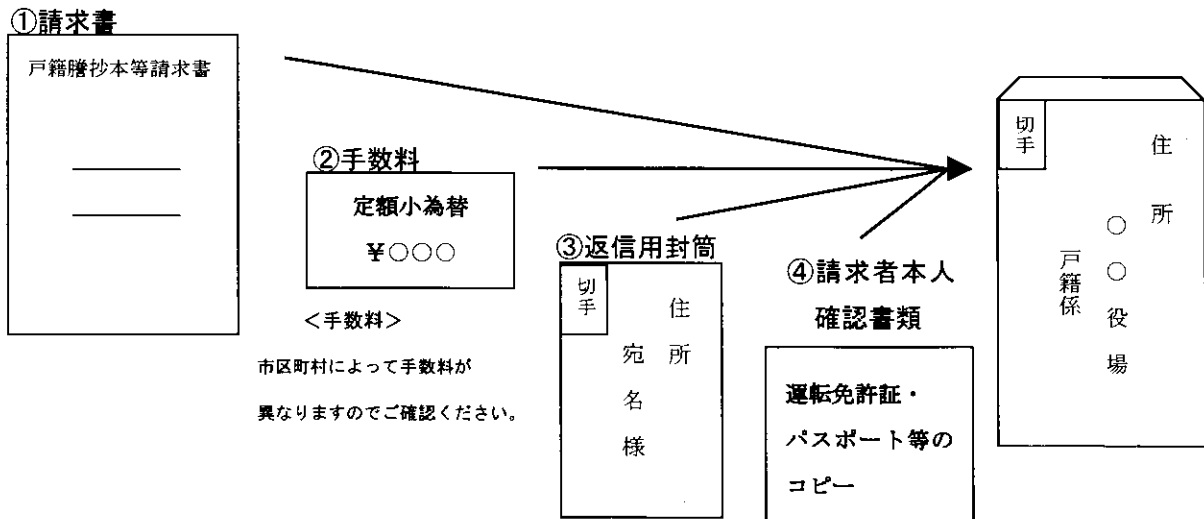 ①請求書
戸籍謄抄本等請求書
②手数料
定額小為替
¥○○○
<手数料>
市区町村によって手数料が
異なりますのでご確認ください。
③返信用封筒
切手
住所
宛名様
④請求者本人
確認書類
運転免許証・
パスポート等の
コピー
切手
住所
○○役場
戸籍係